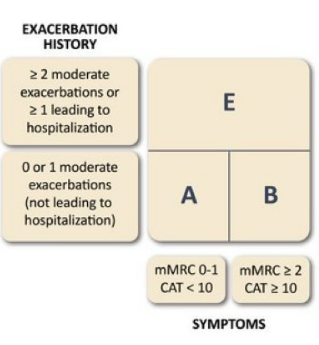 EXACERBATION
HISTORY
≥ 2 moderate
exacerbations or
≥ 1 leading to
hospitalization
E
0 or 1 moderate
exacerbations
(not leading to
hospitalization)
A
B
mMRC 0-1
CAT < 10
mMRC ≥ 2
CAT ≥ 10
SYMPTOMS